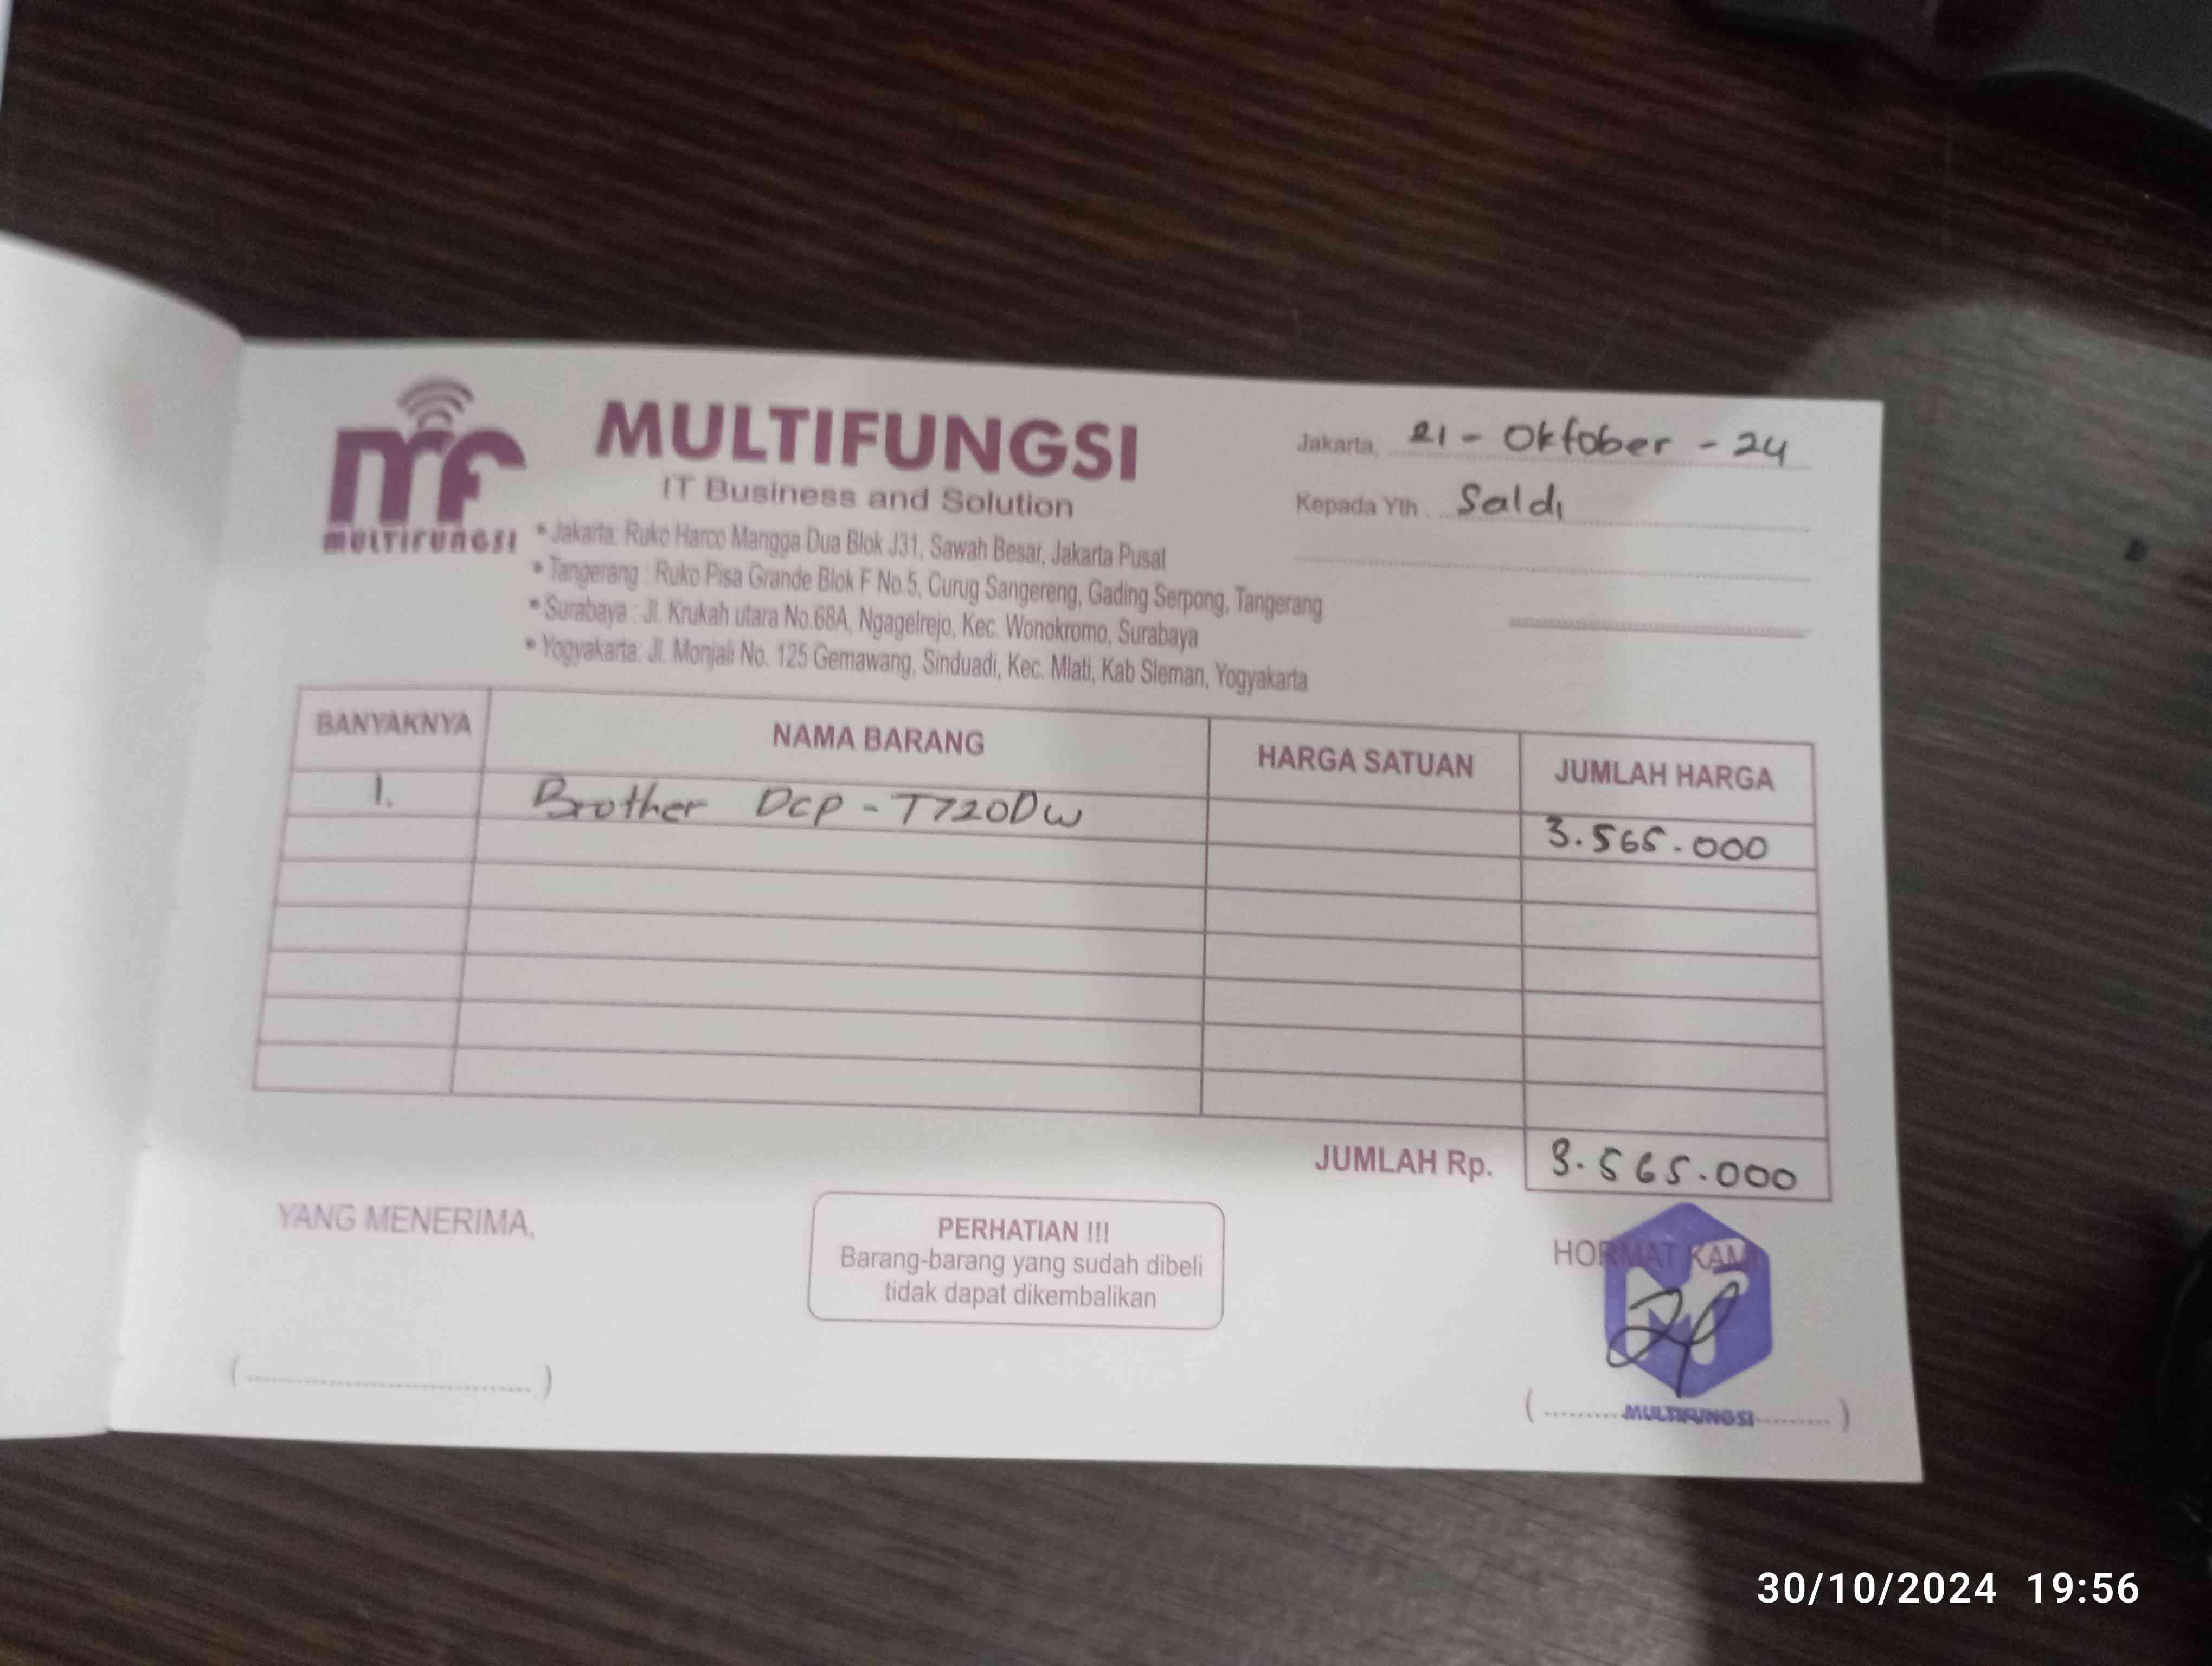 mf
MULTIFUNGSI
MULTIFUNGSI
IT Business and Solution
* Jakarta: Ruko Harco Mangga Dua Blok J31, Sawah Besar, Jakarta Pusat
* Tangerang : Ruko Pisa Grande Blok F No.5, Curug Sangereng, Gading Serpong, Tangerang
* Surabaya : Jl. Krukah utara No.68A, Ngagelrejo, Kec. Wonokromo, Surabaya
* Yogyakarta: Jl. Monjali No. 125 Gemawang, Sinduadi, Kec. Mlati, Kab Sleman, Yogyakarta
Jakarta, 21 - Oktober - 24
Kepada Yth. Saldi
BANYAKNYA NAMA BARANG HARGA SATUAN JUMLAH HARGA
1. Brother Dcp - T720Dw 3.565.000
JUMLAH Rp. 3.565.000
YANG MENERIMA,
PERHATIAN !!!
Barang-barang yang sudah dibeli
tidak dapat dikembalikan
HORMAT KAMI
MULTIFUNGSI
30/10/2024 19:56